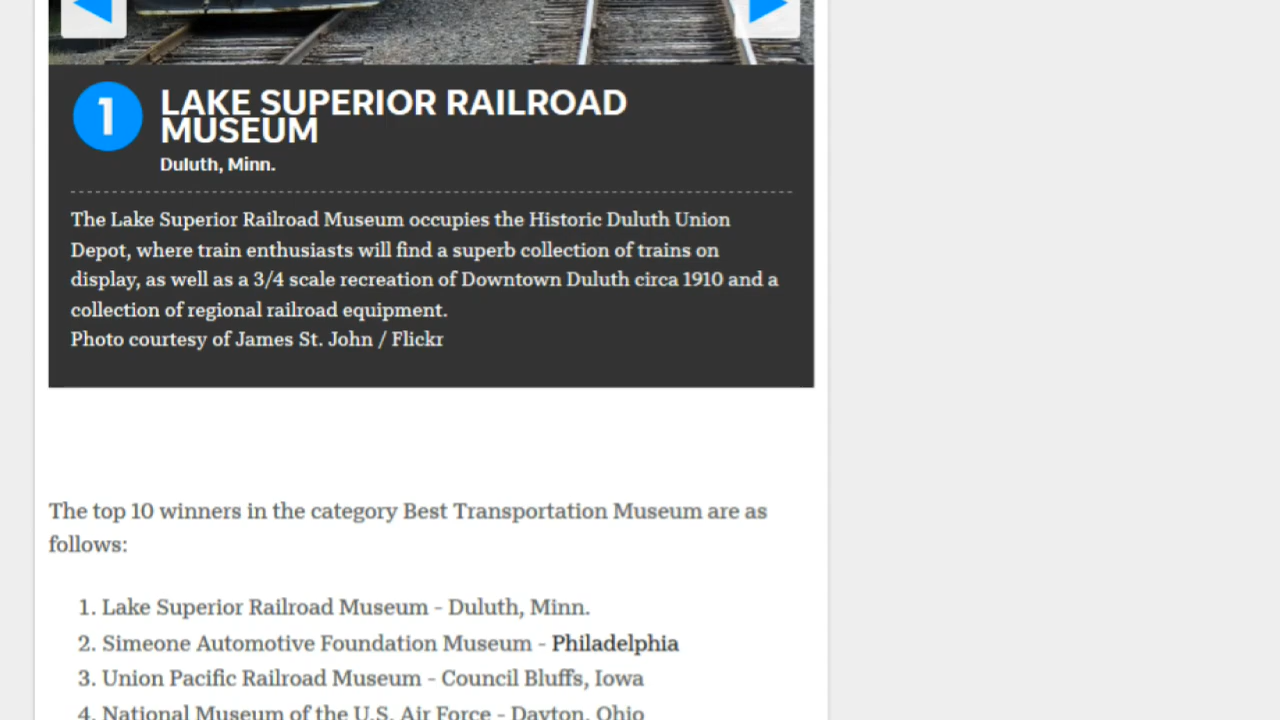 1
LAKE SUPERIOR RAILROAD
MUSEUM
Duluth, Minn.
The Lake Superior Railroad Museum occupies the Historic Duluth Union
Depot, where train enthusiasts will find a superb collection of trains on
display, as well as a 3/4 scale recreation of Downtown Duluth circa 1910 and a
collection of regional railroad equipment.
Photo courtesy of James St. John / Flickr
The top 10 winners in the category Best Transportation Museum are as
follows:
1. Lake Superior Railroad Museum - Duluth, Minn.
2. Simeone Automotive Foundation Museum - Philadelphia
3. Union Pacific Railroad Museum - Council Bluffs, Iowa
4. National Museum of the U.S. Air Force - Dayton, Ohio